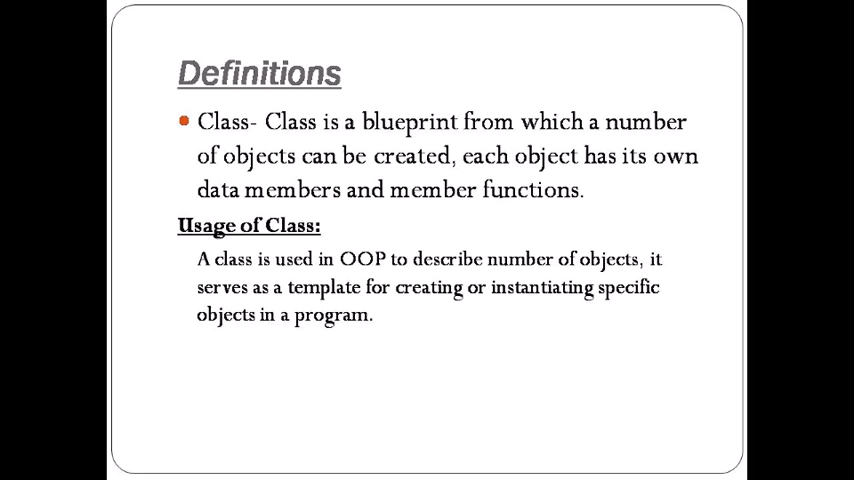 Definitions
Class- Class is a blueprint from which a number
of objects can be created, each object has its own
data members and member functions.
Usage of Class:
A class is used in OOP to describe number of objects, it
serves as a template for creating or instantiating specific
objects in a program.